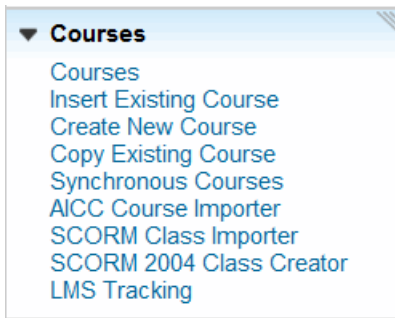 Courses
Courses
Insert Existing Course
Create New Course
Copy Existing Course
Synchronous Courses
AICC Course Importer
SCORM Class Importer
SCORM 2004 Class Creator
LMS Tracking